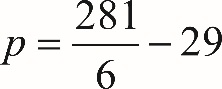 p = 281/6 − 29